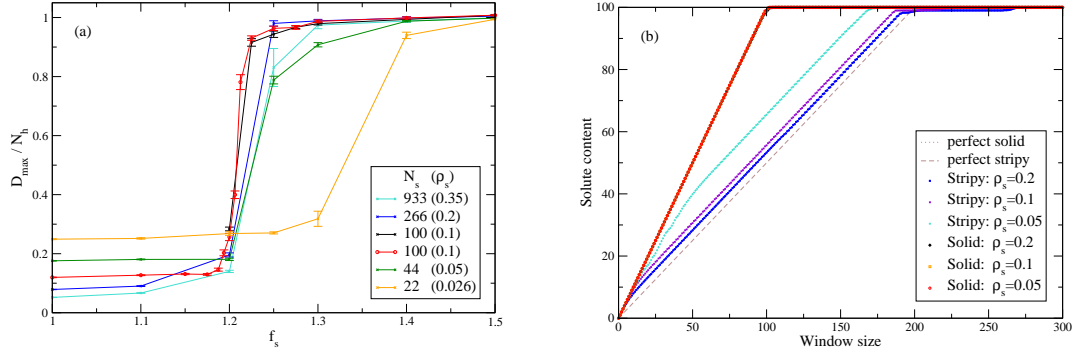 (a)
D_max / N_h
1
0.8
0.6
0.4
0.2
0
1 1.1 1.2 1.3 1.4 1.5
f_s
N_s (ρ_s)
933 (0.35)
266 (0.2)
100 (0.1)
100 (0.1)
44 (0.05)
22 (0.026)
(b)
Solute content
100
80
60
40
20
0
0 50 100 150 200 250 300
Window size
perfect solid
perfect stripy
Stripy: ρ_s=0.2
Stripy: ρ_s=0.1
Stripy: ρ_s=0.05
Solid: ρ_s=0.2
Solid: ρ_s=0.1
Solid: ρ_s=0.05